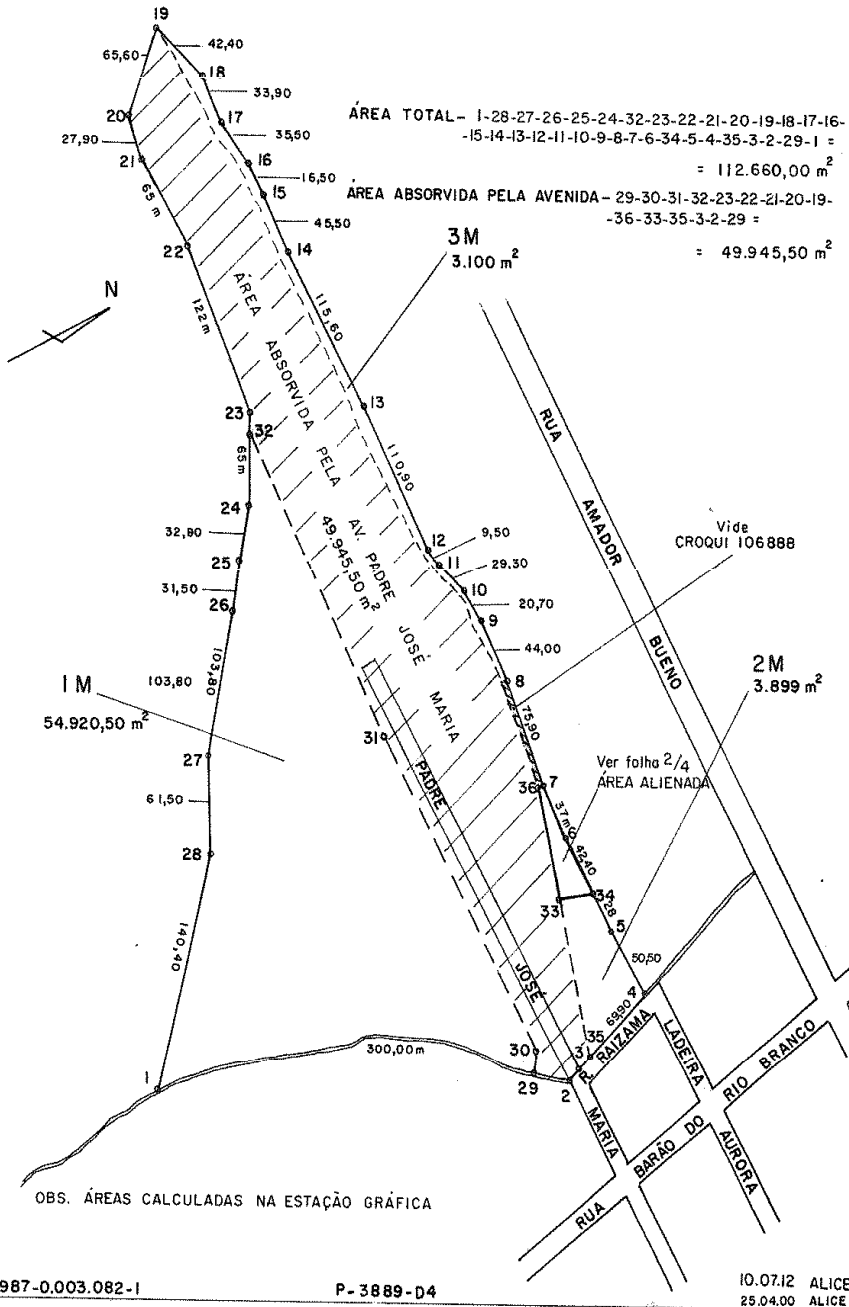 19
65,60
42,40
18
33,90
17
20
27,90
21
35,50
16
16,50
15
65 m
45,50
14
22
ÁREA TOTAL- 1-28-27-26-25-24-32-23-22-21-20-19-18-17-16-
-15-14-13-12-11-10-9-8-7-6-34-5-4-35-3-2-29-1 =
= 112.660,00 m²
ÁREA ABSORVIDA PELA AVENIDA - 29-30-31-32-23-22-21-20-19-
-36-33-35-3-2-29 =
= 49.945,50 m²
3M
3.100 m²
N
122 m
115,60
13
23
32
65 m
24
110,90
ÁREA ABSORVIDA PELA AV. PADRE JOSÉ MARIA
49.945,50 m²
12
9,50
11
29.30
10
20,70
9
44,00
8
32,90
25
31,50
26
RUA AMADOR BUENO
Vide
CROQUI 106888
2M
3.899 m²
1M
54.920,50 m²
103,80
103,80
31
75,90
27
61,50
28
Ver folha 2/4
ÁREA ALIENADA
36
7
37 m
6
42,40
34
33
28
5
50,50
4
140,40
PADRE JOSÉ MARIA
69,90
35
30
3
R. RAIZAMA
LADEIRA AURORA
300,00m
29
2
1
RUA BARÃO DO RIO BRANCO
OBS. ÁREAS CALCULADAS NA ESTAÇÃO GRÁFICA
987-0.003.082-1
P-3889-D4
10.07.12 ALICE
25.04.00 ALICE